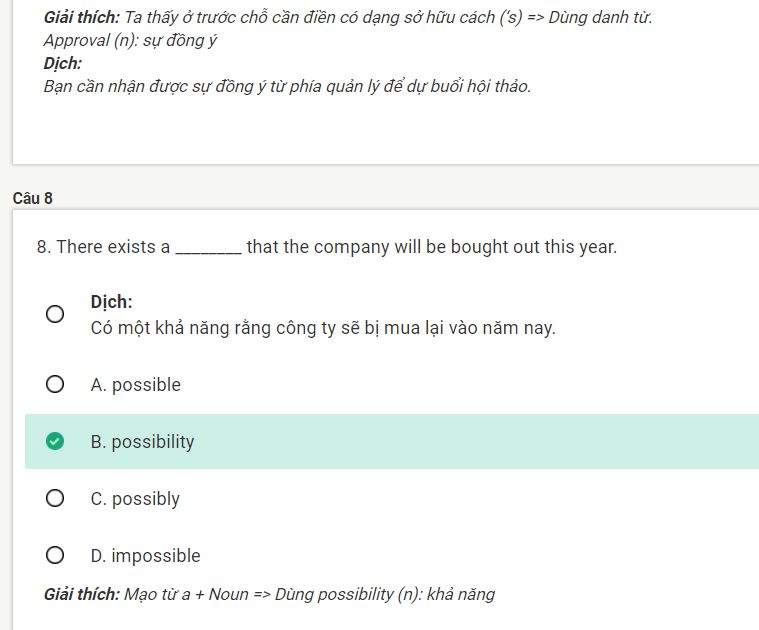 Giải thích: Ta thấy ở trước chỗ cần điền có dạng sở hữu cách (‘s) => Dùng danh từ.
Approval (n): sự đồng ý
Dịch:
Bạn cần nhận được sự đồng ý từ phía quản lý để dự buổi hội thảo.
Câu 8
8. There exists a ________ that the company will be bought out this year.
Dịch:
Có một khả năng rằng công ty sẽ bị mua lại vào năm nay.
A. possible
B. possibility
C. possibly
D. impossible
Giải thích: Mạo từ a + Noun => Dùng possibility (n): khả năng